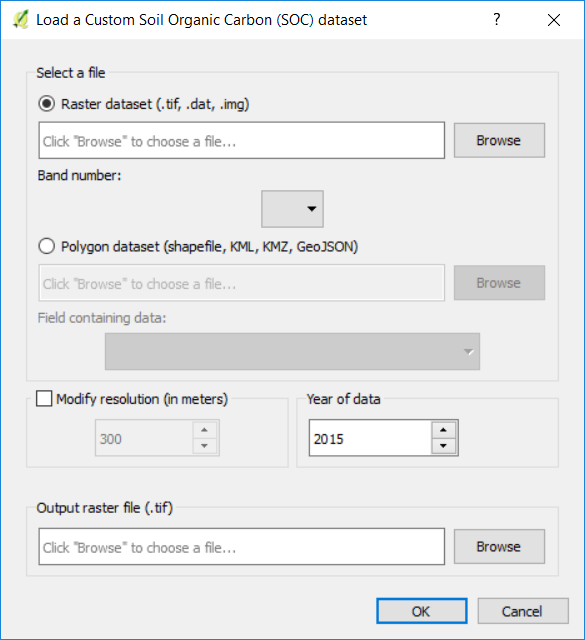 Load a Custom Soil Organic Carbon (SOC) dataset ?
Select a file
Raster dataset (.tif, .dat, .img)
Click "Browse" to choose a file... Browse
Band number:
Polygon dataset (shapefile, KML, KMZ, GeoJSON)
Click "Browse" to choose a file... Browse
Field containing data:
Modify resolution (in meters) Year of data
300 2015
Output raster file (.tif)
Click "Browse" to choose a file... Browse
OK Cancel